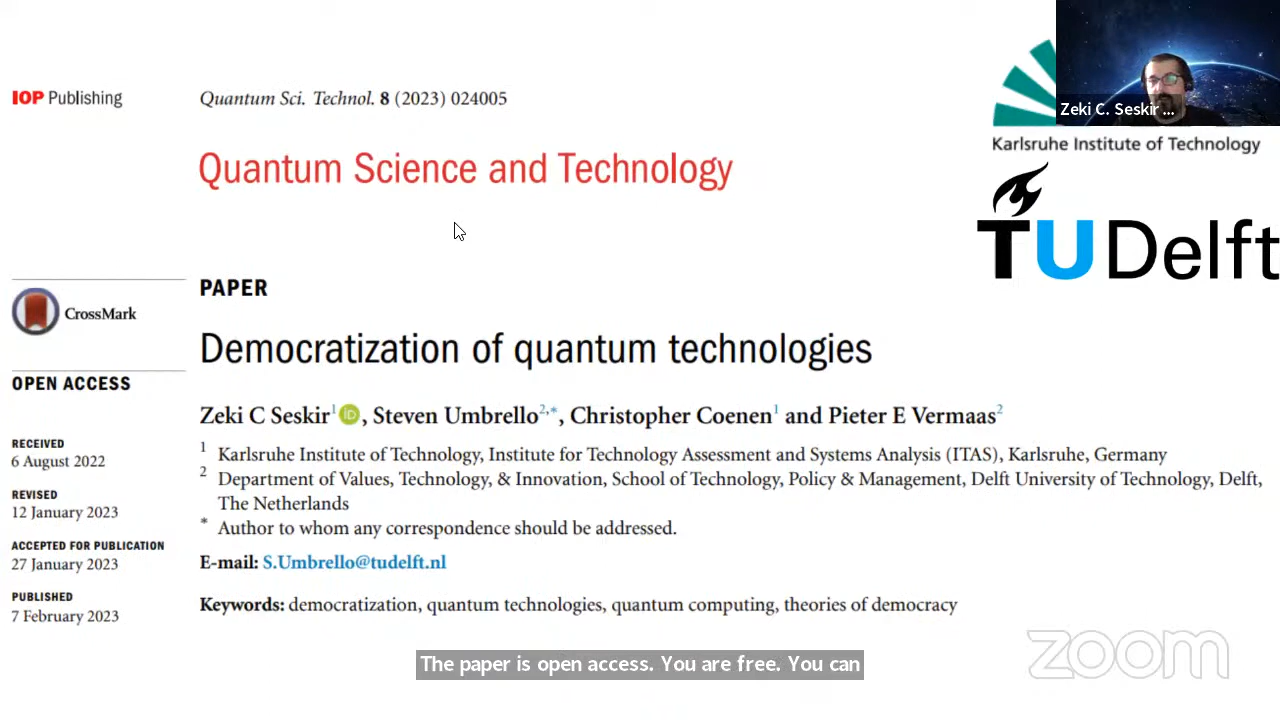 IOP Publishing
Quantum Sci. Technol. 8 (2023) 024005
Zeki C. Seskir ...
Karlsruhe Institute of Technology
TUDelft
Quantum Science and Technology
CrossMark
OPEN ACCESS
RECEIVED
6 August 2022
REVISED
12 January 2023
ACCEPTED FOR PUBLICATION
27 January 2023
PUBLISHED
7 February 2023
PAPER
Democratization of quantum technologies
Zeki C Seskir1 iD, Steven Umbrello2,*, Christopher Coenen1 and Pieter E Vermaas2
1 Karlsruhe Institute of Technology, Institute for Technology Assessment and Systems Analysis (ITAS), Karlsruhe, Germany
2 Department of Values, Technology, & Innovation, School of Technology, Policy & Management, Delft University of Technology, Delft,
The Netherlands
* Author to whom any correspondence should be addressed.
E-mail: S.Umbrello@tudelft.nl
Keywords: democratization, quantum technologies, quantum computing, theories of democracy
The paper is open access. You are free. You can
zoom